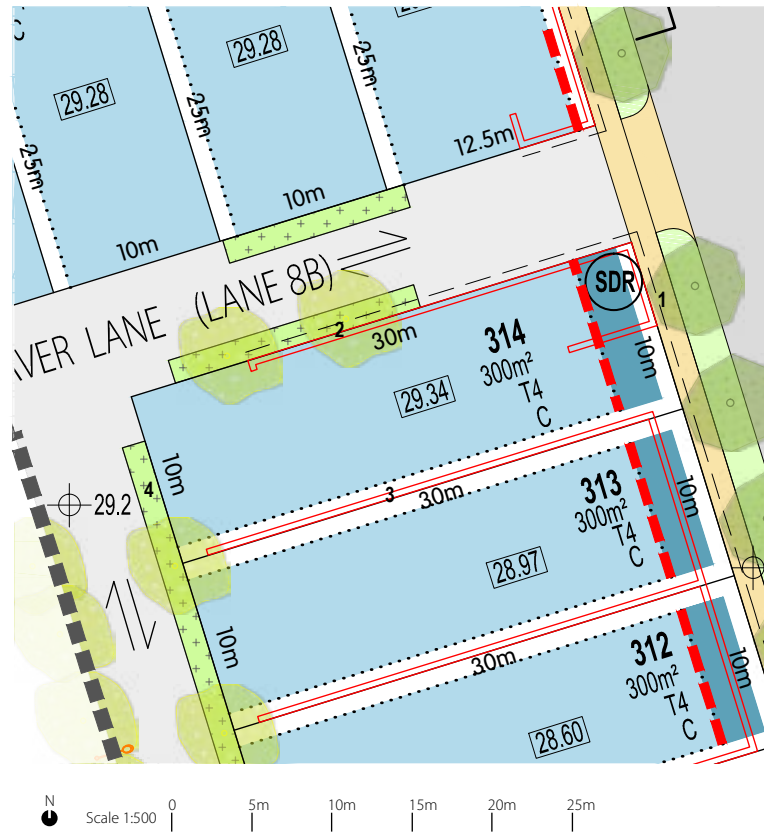 C
29.28
29.28
25m
25m
25m
12.5m
10m
10m
AVER LANE (LANE 8B)
SDR
1
2
30m
314
300m²
T4
C
29.34
10m
10m
4
29.2
3
30m
313
300m²
T4
C
10m
28.97
10m
30m
312
300m²
T4
C
10m
28.60
N
Scale 1:500
0 5m 10m 15m 20m 25m